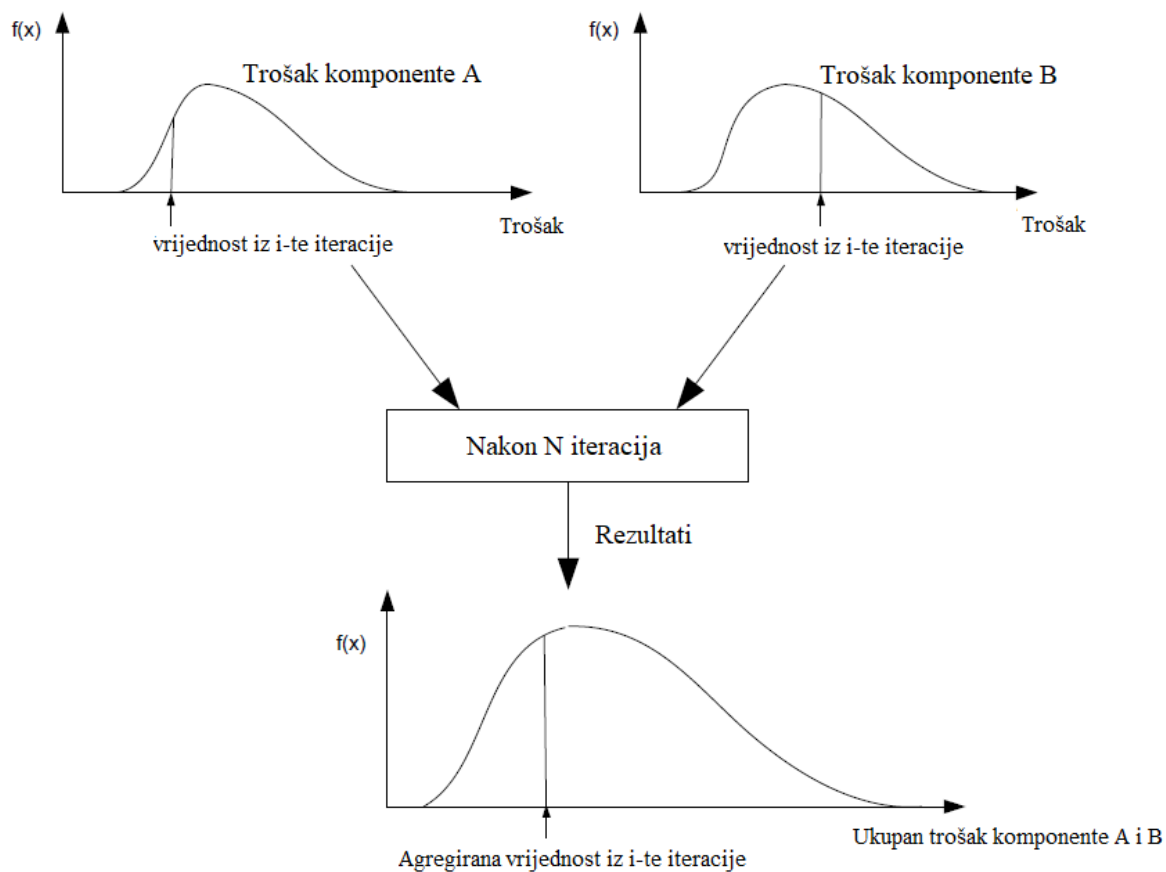 f(x)
Trošak komponente A
Trošak
vrijednost iz i-te iteracije
f(x)
Trošak komponente B
Trošak
vrijednost iz i-te iteracije
Nakon N iteracija
Rezultati
f(x)
Ukupan trošak komponente A i B
Agregirana vrijednost iz i-te iteracije